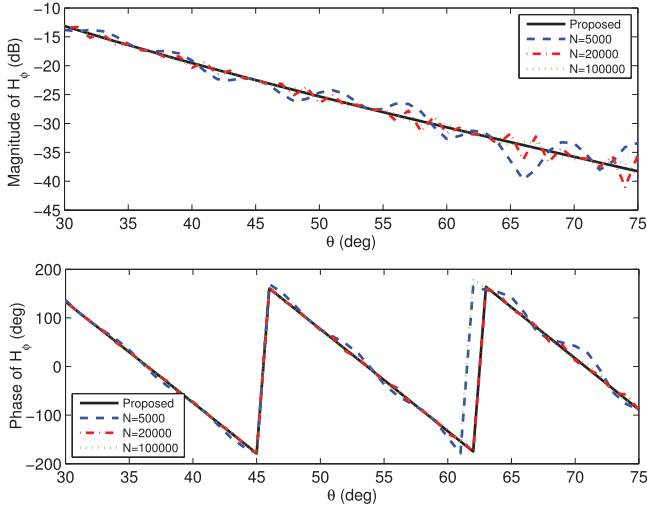 −10
−15
−20
−25
−30
−35
−40
−45
Magnitude of Hϕ (dB)
Proposed
N=5000
N=20000
N=100000
30 35 40 45 50 55 60 65 70 75
θ (deg)
200
100
0
−100
−200
Phase of Hϕ (deg)
Proposed
N=5000
N=20000
N=100000
30 35 40 45 50 55 60 65 70 75
θ (deg)